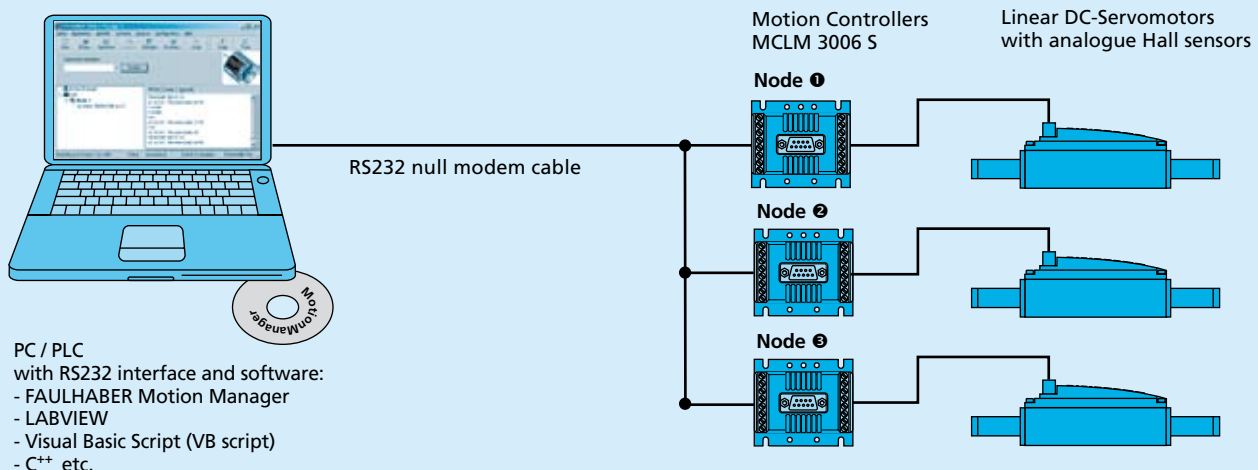 Motion Controllers
MCLM 3006 S
Linear DC-Servomotors
with analogue Hall sensors
Node ❶
RS232 null modem cable
Node ❷
Node ❸
MotionManager
PC / PLC
with RS232 interface and software:
- FAULHABER Motion Manager
- LABVIEW
- Visual Basic Script (VB script)
- C⁺⁺ etc.